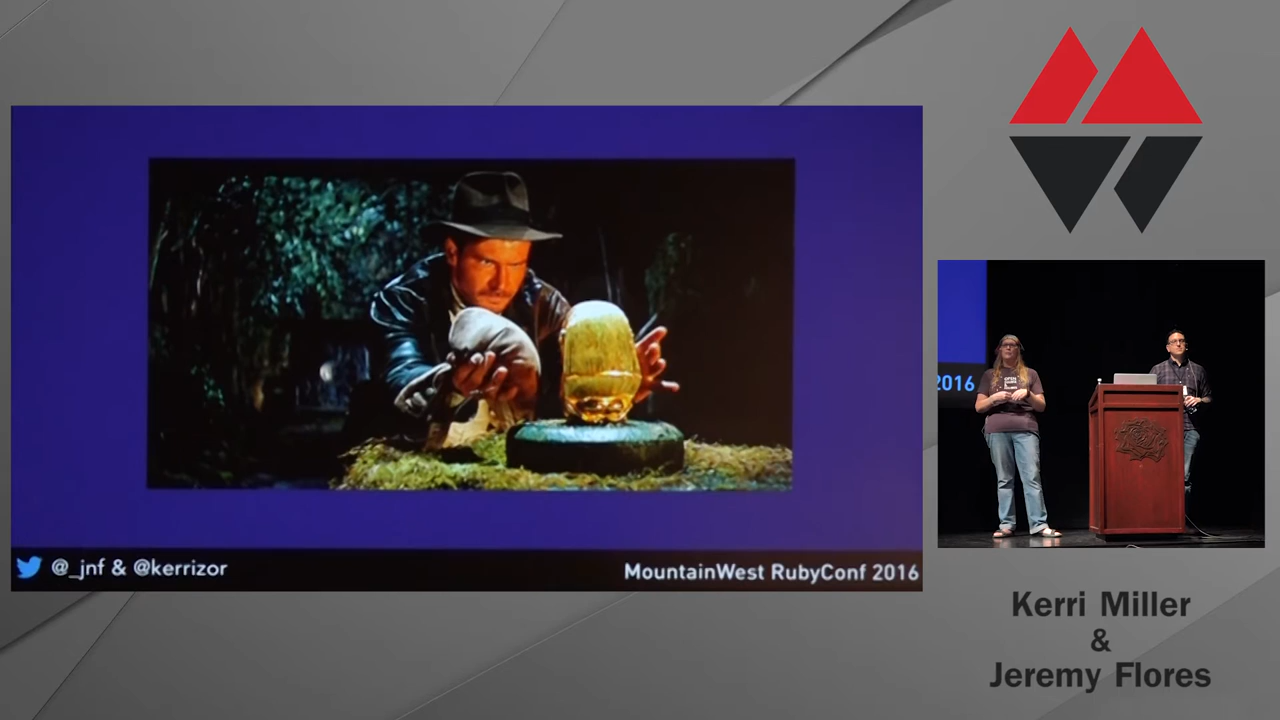 @_jnf & @kerrizor
MountainWest RubyConf 2016
2016
Kerri Miller
&
Jeremy Flores